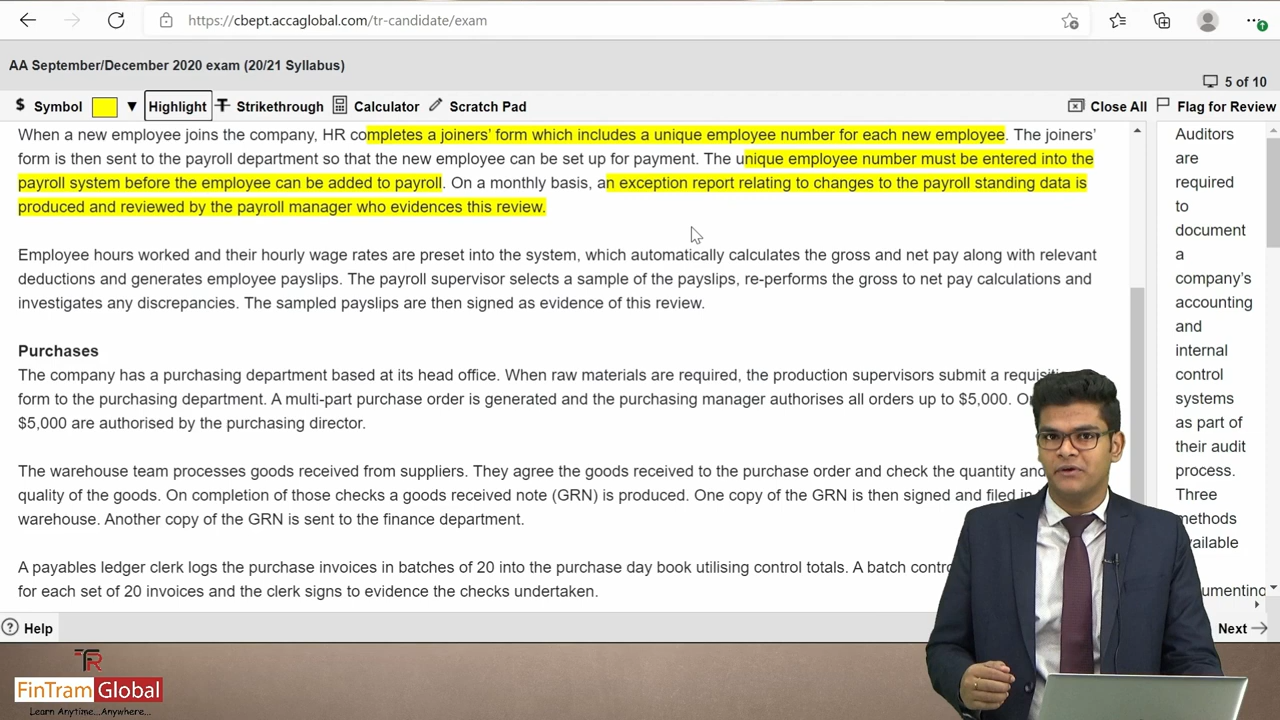 https://cbept.accaglobal.com/tr-candidate/exam
AA September/December 2020 exam (20/21 Syllabus)
5 of 10
$ Symbol ▼ Highlight T Strikethrough Calculator Scratch Pad Close All Flag for Review
When a new employee joins the company, HR completes a joiners' form which includes a unique employee number for each new employee. The joiners'
form is then sent to the payroll department so that the new employee can be set up for payment. The unique employee number must be entered into the
payroll system before the employee can be added to payroll. On a monthly basis, an exception report relating to changes to the payroll standing data is
produced and reviewed by the payroll manager who evidences this review.
Employee hours worked and their hourly wage rates are preset into the system, which automatically calculates the gross and net pay along with relevant
deductions and generates employee payslips. The payroll supervisor selects a sample of the payslips, re-performs the gross to net pay calculations and
investigates any discrepancies. The sampled payslips are then signed as evidence of this review.
Purchases
The company has a purchasing department based at its head office. When raw materials are required, the production supervisors submit a
form to the purchasing department. A multi-part purchase order is generated and the purchasing manager authorises all orders up to $5,000.
$5,000 are authorised by the purchasing director.
The warehouse team processes goods received from suppliers. They agree the goods received to the purchase order and check the quantity and
quality of the goods. On completion of those checks a goods received note (GRN) is produced. One copy of the GRN is then signed and filed in
warehouse. Another copy of the GRN is sent to the finance department.
A payables ledger clerk logs the purchase invoices in batches of 20 into the purchase day book utilising control totals. A batch
for each set of 20 invoices and the clerk signs to evidence the checks undertaken.
Auditors
are
required
to
document
a
company's
accounting
and
internal
control
systems
as part of
their audit
process.
Three
methods
available
Help
Next
FinTram Global
Learn Anytime...Anywhere...